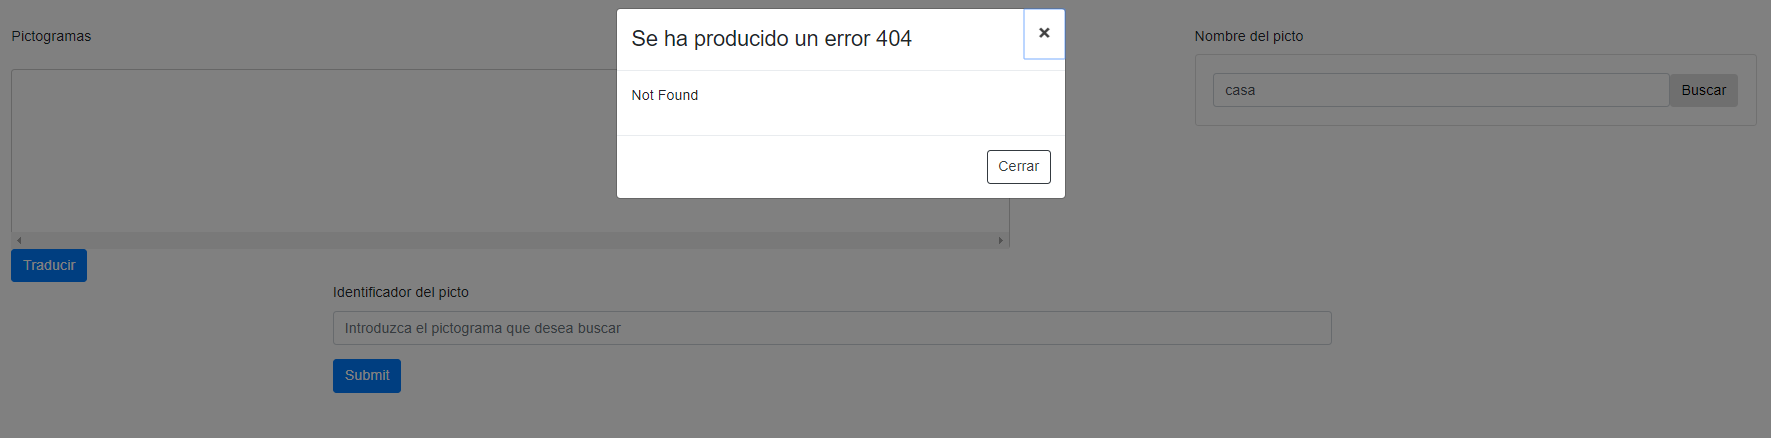 Pictogramas
Se ha producido un error 404
×
Not Found
Cerrar
Nombre del picto
casa
Buscar
Traducir
Identificador del picto
Introduzca el pictograma que desea buscar
Submit